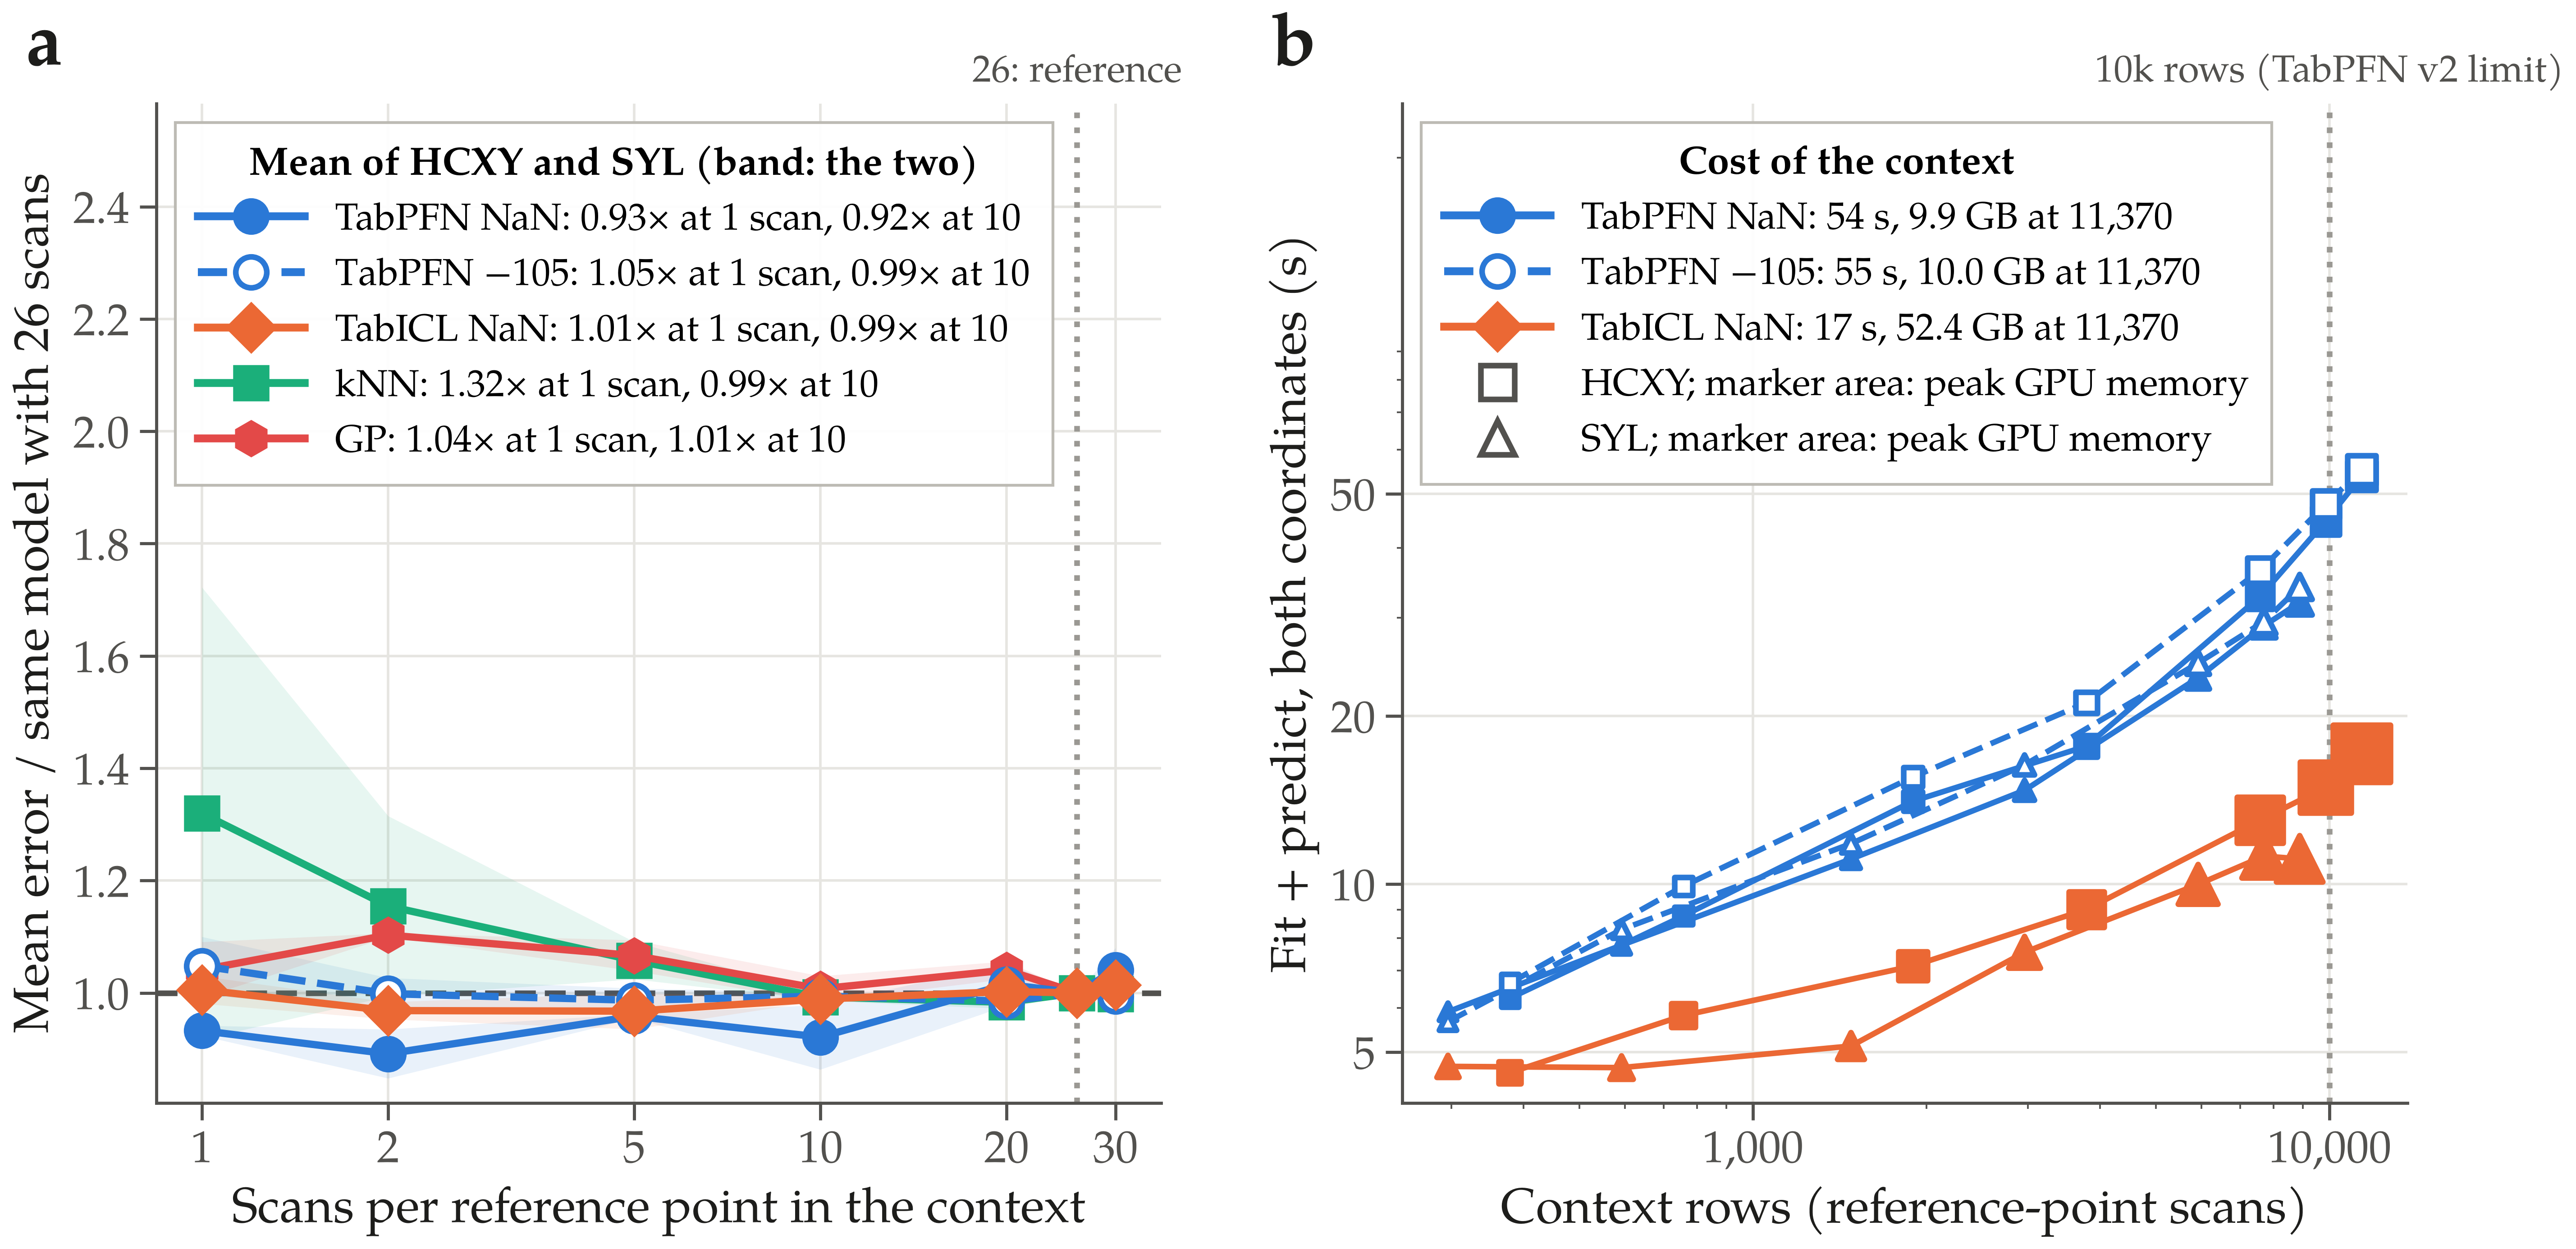 a
26: reference
Mean error / same model with 26 scans
2.4
2.2
2.0
1.8
1.6
1.4
1.2
1.0
Mean of HCXY and SYL (band: the two)
TabPFN NaN: 0.93× at 1 scan, 0.92× at 10
TabPFN −105: 1.05× at 1 scan, 0.99× at 10
TabICL NaN: 1.01× at 1 scan, 0.99× at 10
kNN: 1.32× at 1 scan, 0.99× at 10
GP: 1.04× at 1 scan, 1.01× at 10
1
2
5
10
20
30
Scans per reference point in the context
b
10k rows (TabPFN v2 limit)
Fit + predict, both coordinates (s)
50
20
10
5
Cost of the context
TabPFN NaN: 54 s, 9.9 GB at 11,370
TabPFN −105: 55 s, 10.0 GB at 11,370
TabICL NaN: 17 s, 52.4 GB at 11,370
HCXY; marker area: peak GPU memory
SYL; marker area: peak GPU memory
1,000
10,000
Context rows (reference-point scans)